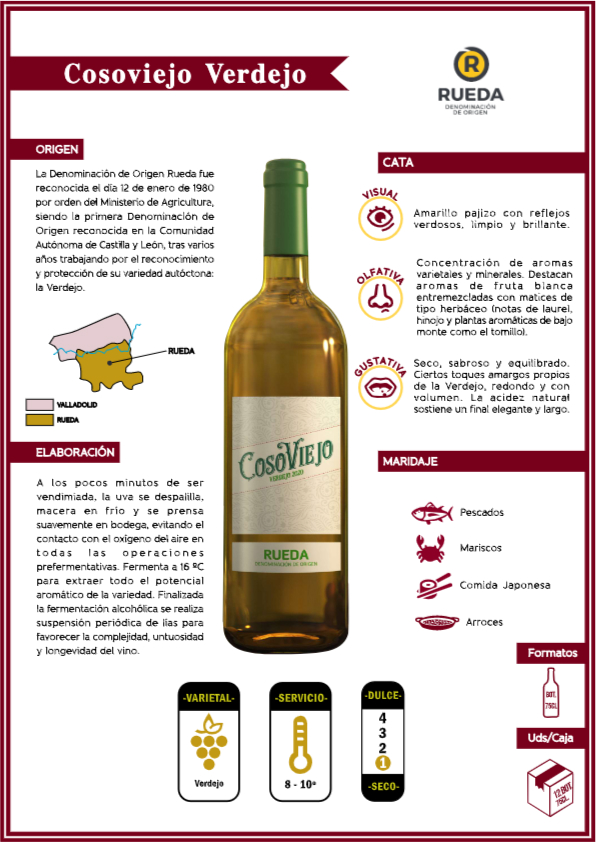 Cosoviejo Verdejo
R
RUEDA
DENOMINACIÓN
DE ORIGEN
ORIGEN
La Denominación de Origen Rueda fue
reconocida el día 12 de enero de 1980
por orden del Ministerio de Agricultura,
siendo la primera Denominación de
Origen reconocida en la Comunidad
Autónoma de Castilla y León, tras varios
años trabajando por el reconocimiento
y protección de su variedad autóctona:
la Verdejo.
RUEDA
VALLADOLID
RUEDA
ELABORACIÓN
A los pocos minutos de ser
vendimiada, la uva se despalilla,
macera en frío y se prensa
suavemente en bodega, evitando el
contacto con el oxígeno del aire en
todas las operaciones
prefermentativas. Fermenta a 16 ºC
para extraer todo el potencial
aromático de la variedad. Finalizada
la fermentación alcohólica se realiza
suspensión periódica de lías para
favorecer la complejidad, untuosidad
y longevidad del vino.
COSOVIEJO
VERDEJO 2020
RUEDA
DENOMINACIÓN DE ORIGEN
CATA
VISUAL
Amarillo pajizo con reflejos
verdosos, limpio y brillante.
OLFATIVA
Concentración de aromas
varietales y minerales. Destacan
aromas de fruta blanca
entremezcladas con matices de
tipo herbáceo (notas de laurel,
hinojo y plantas aromáticas de bajo
monte como el tomillo).
GUSTATIVA
Seco, sabroso y equilibrado.
Ciertos toques amargos propios
de la Verdejo, redondo y con
volumen. La acidez natural
sostiene un final elegante y largo.
MARIDAJE
Pescados
Mariscos
Comida Japonesa
Arroces
Formatos
BOT.
75CL
Uds/Caja
12 BOT.
75CL.
-VARIETAL-
Verdejo
-SERVICIO-
8 - 10º
-DULCE-
4
3
2
1
-SECO-